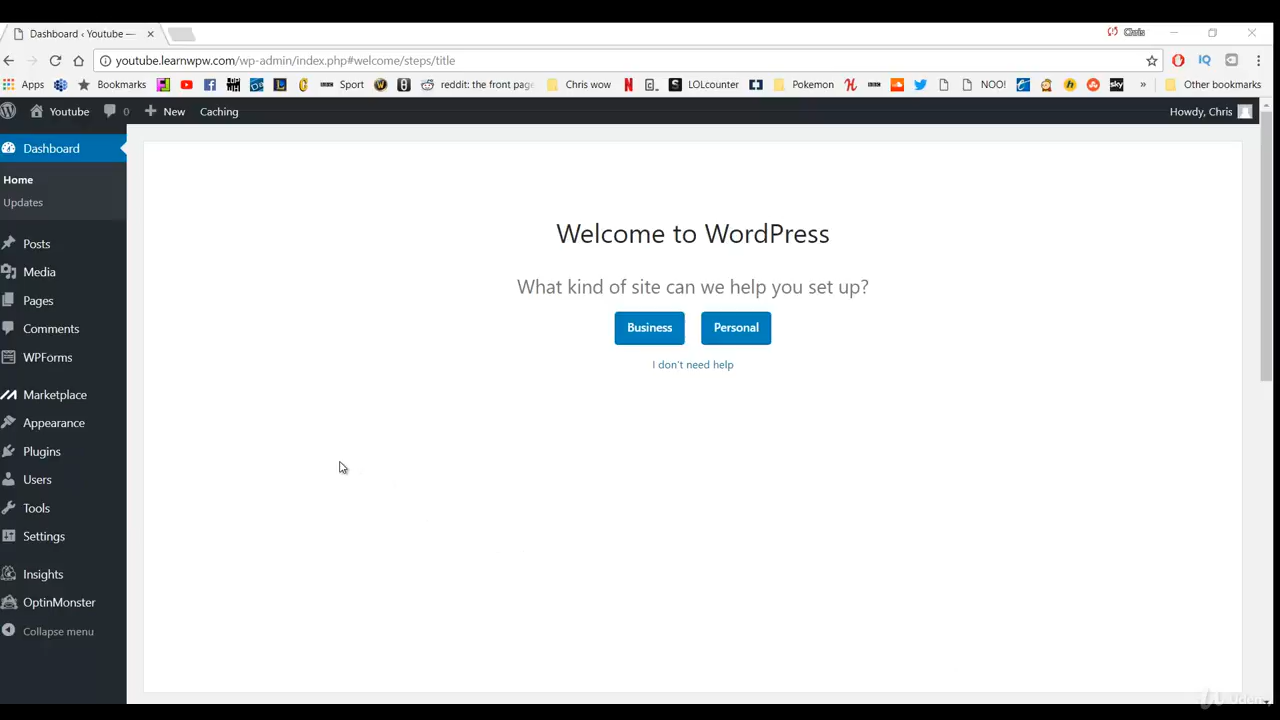 Dashboard ‹ Youtube —
Chris
youtube.learnwpw.com/wp-admin/index.php#welcome/steps/title
Apps
Bookmarks
Sport
reddit: the front page
Chris wow
LOLcounter
Pokemon
NOO!
sky
»
Other bookmarks
Youtube
0
New
Caching
Howdy, Chris
Dashboard
Home
Updates
Posts
Media
Pages
Comments
WPForms
Marketplace
Appearance
Plugins
Users
Tools
Settings
Insights
OptinMonster
Collapse menu
Welcome to WordPress
What kind of site can we help you set up?
Business
Personal
I don't need help